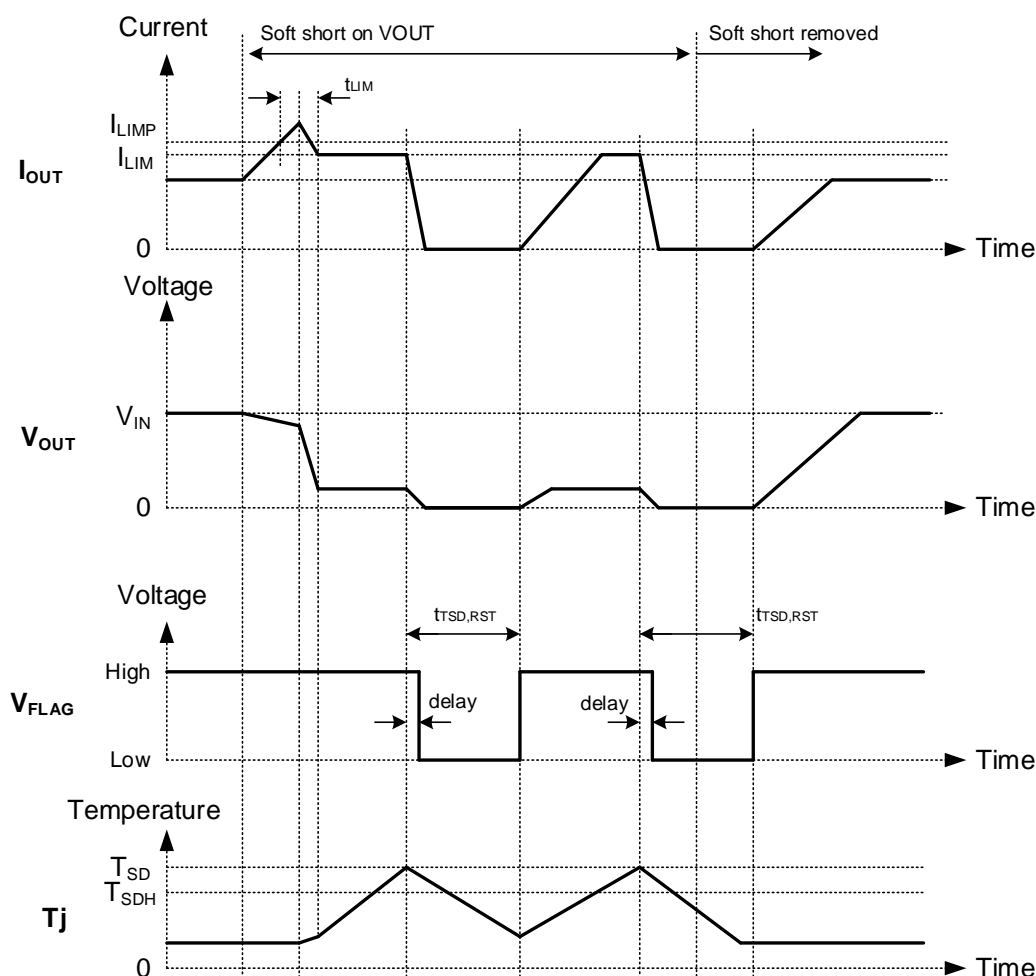 Current
Soft short on VOUT
Soft short removed
tLIM
ILIMP
ILIM
IOUT
0
Time
Voltage
VIN
VOUT
0
Time
Voltage
tTSD,RST
tTSD,RST
High
VFLAG
delay
delay
Low
Time
Temperature
TSD
TSDH
Tj
0
Time